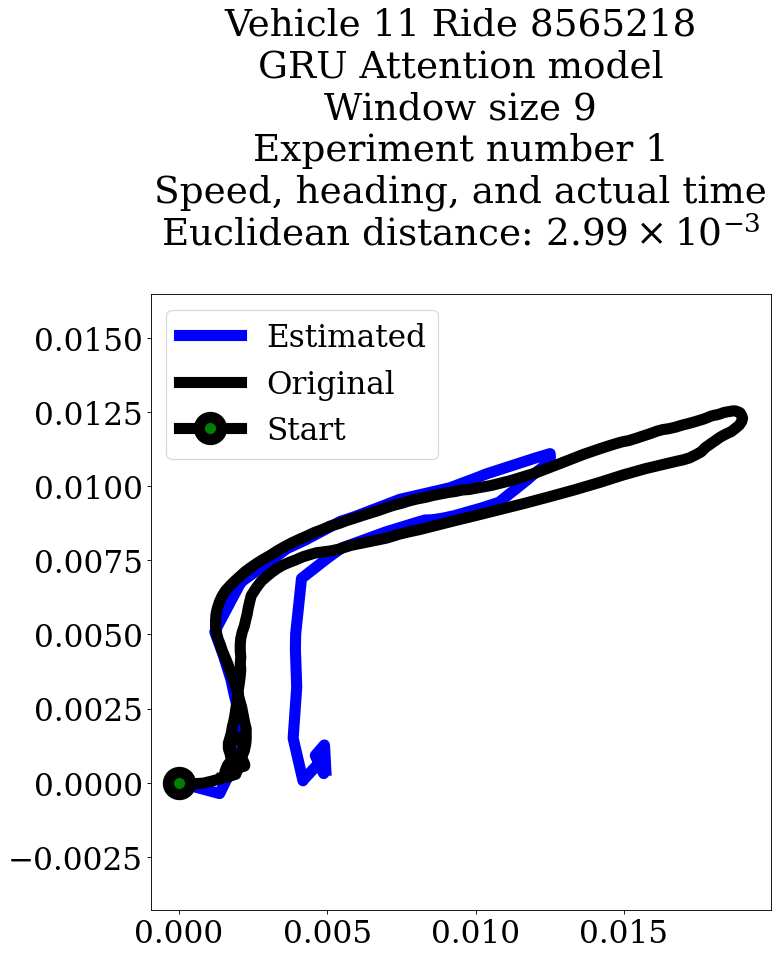 Vehicle 11 Ride 8565218
GRU Attention model
Window size 9
Experiment number 1
Speed, heading, and actual time
Euclidean distance: 2.99 × 10⁻³
Estimated
Original
Start
0.0150
0.0125
0.0100
0.0075
0.0050
0.0025
0.0000
−0.0025
0.000 0.005 0.010 0.015